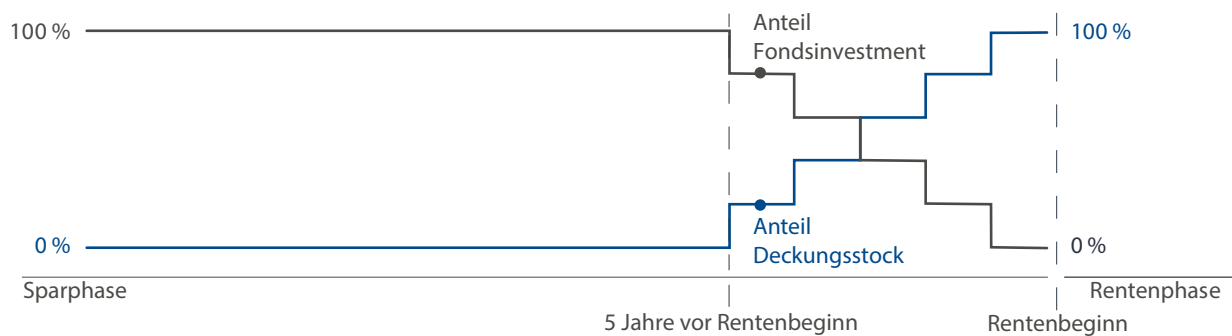 Anteil
Fondsinvestment
100 %
100 %
0 %
Anteil
Deckungsstock
0 %
Sparphase
Rentenphase
5 Jahre vor Rentenbeginn
Rentenbeginn